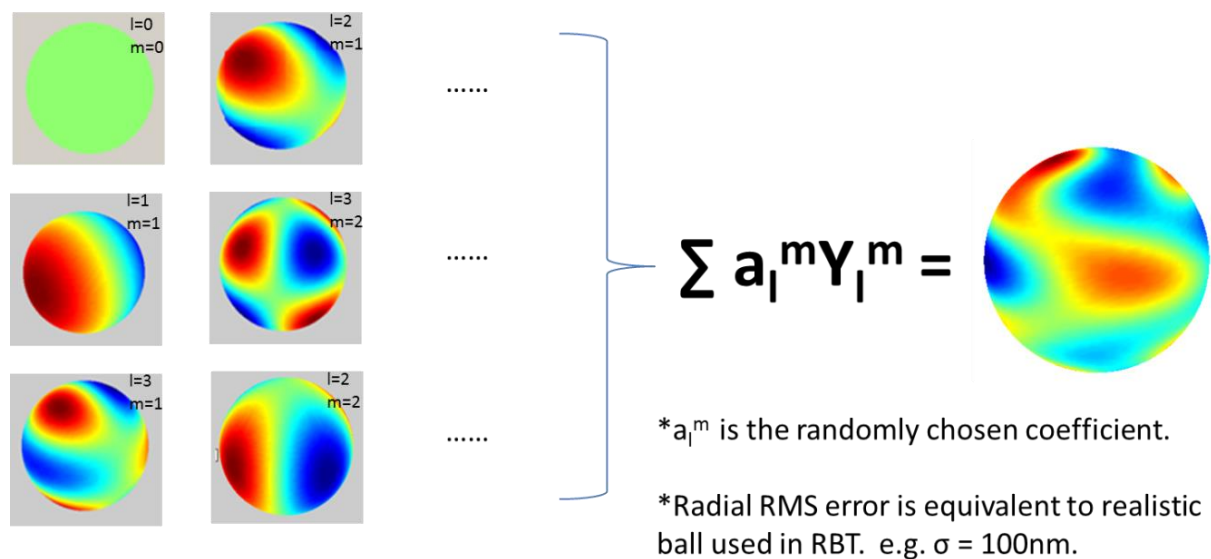 l=0
m=0
l=2
m=1
......
l=1
m=1
l=3
m=2
......
l=3
m=1
l=2
m=2
......
∑ aₗᵐYₗᵐ =
*aₗᵐ is the randomly chosen coefficient.
*Radial RMS error is equivalent to realistic
ball used in RBT. e.g. σ = 100nm.